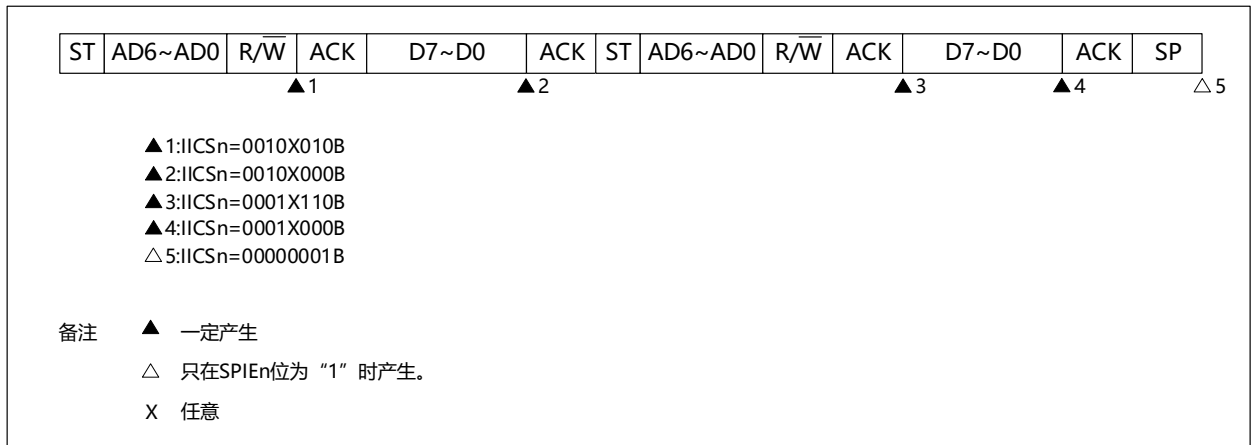 ST AD6~AD0 R/W̅ ACK D7~D0 ACK ST AD6~AD0 R/W̅ ACK D7~D0 ACK SP
▲1 ▲2 ▲3 ▲4 △5
▲1:IICSn=0010X010B
▲2:IICSn=0010X000B
▲3:IICSn=0001X110B
▲4:IICSn=0001X000B
△5:IICSn=00000001B
备注 ▲ 一定产生
△ 只在SPIEn位为“1”时产生。
X 任意